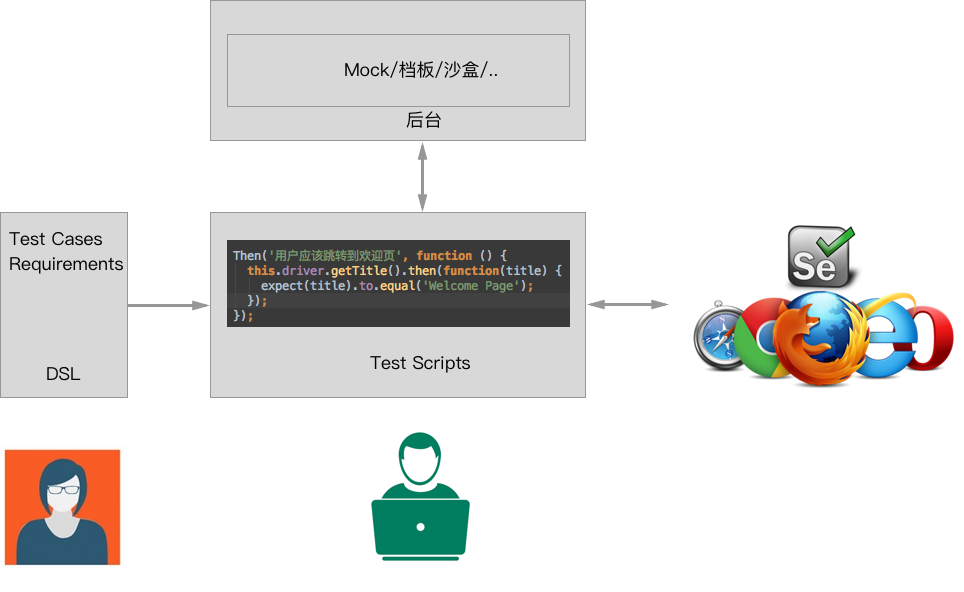 Mock/档板/沙盒/..
后台
Test Cases
Requirements
DSL
Then('用户应该跳转到欢迎页', function () {
this.driver.getTitle().then(function(title) {
expect(title).to.equal('Welcome Page');
});
});
Test Scripts
Se